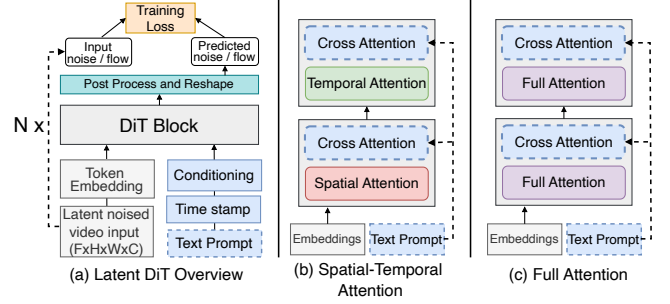 Training
Loss
Input
noise / flow
Predicted
noise / flow
Post Process and Reshape
N x
DiT Block
Token
Embedding
Conditioning
Time stamp
Latent noised
video input
(FxHxWxC)
Text Prompt
(a) Latent DiT Overview
Cross Attention
Temporal Attention
Cross Attention
Spatial Attention
Embeddings
Text Prompt
(b) Spatial-Temporal
Attention
Cross Attention
Full Attention
Cross Attention
Full Attention
Embeddings
Text Prompt
(c) Full Attention